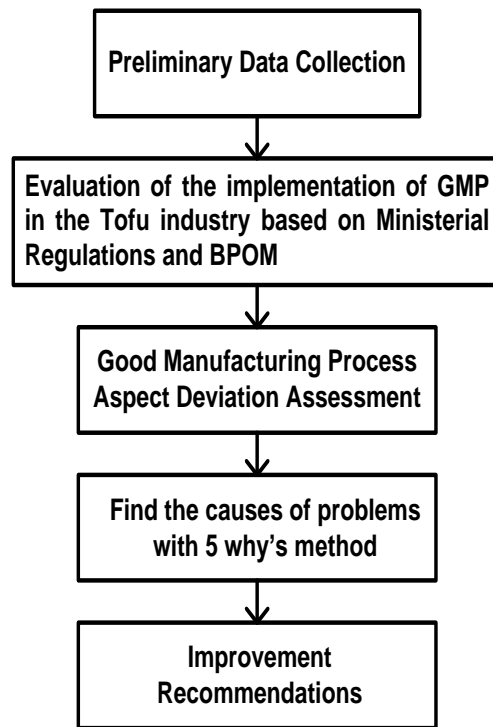 Preliminary Data Collection
Evaluation of the implementation of GMP
in the Tofu industry based on Ministerial
Regulations and BPOM
Good Manufacturing Process
Aspect Deviation Assessment
Find the causes of problems
with 5 why's method
Improvement
Recommendations